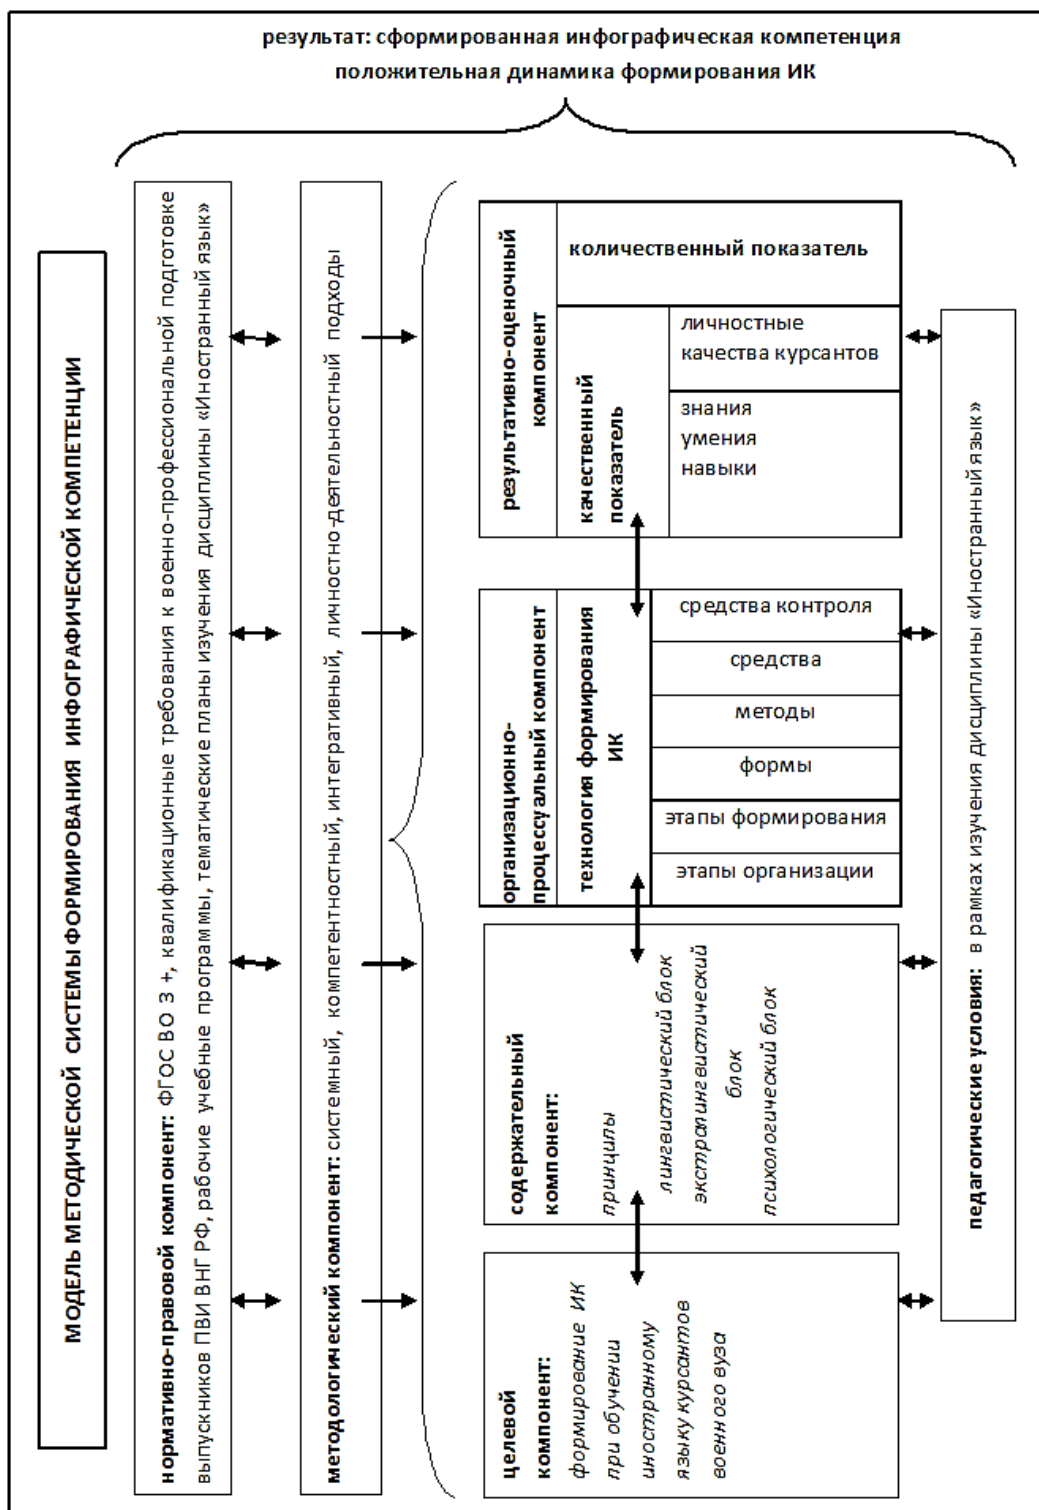 МОДЕЛЬ МЕТОДИЧЕСКОЙ СИСТЕМЫ ФОРМИРОВАНИЯ ИНФОГРАФИЧЕСКОЙ КОМПЕТЕНЦИИ
нормативно-правовой компонент: ФГОС ВО 3 +, квалификационные требования к военно-профессиональной подготовке
выпускников ПВИ ВНГ РФ, рабочие учебные программы, тематические планы изучения дисциплины «Иностранный язык»
методологический компонент: системный, компетентностный, интегративный, личностно-деятельностный подходы
целевой
компонент:
формирование ИК
при обучении
иностранному
языку курсантов
военного вуза
содержательный
компонент:
принципы
лингвистический блок
экстралингвистический
блок
психологический блок
организационно-
процессуальный компонент
технология формирования
ИК
этапы организации
этапы формирования
формы
методы
средства
средства контроля
результативно-оценочный
компонент
качественный
показатель
знания
умения
навыки
личностные
качества курсантов
количественный показатель
педагогические условия: в рамках изучения дисциплины «Иностранный язык»
результат: сформированная инфографическая компетенция
положительная динамика формирования ИК